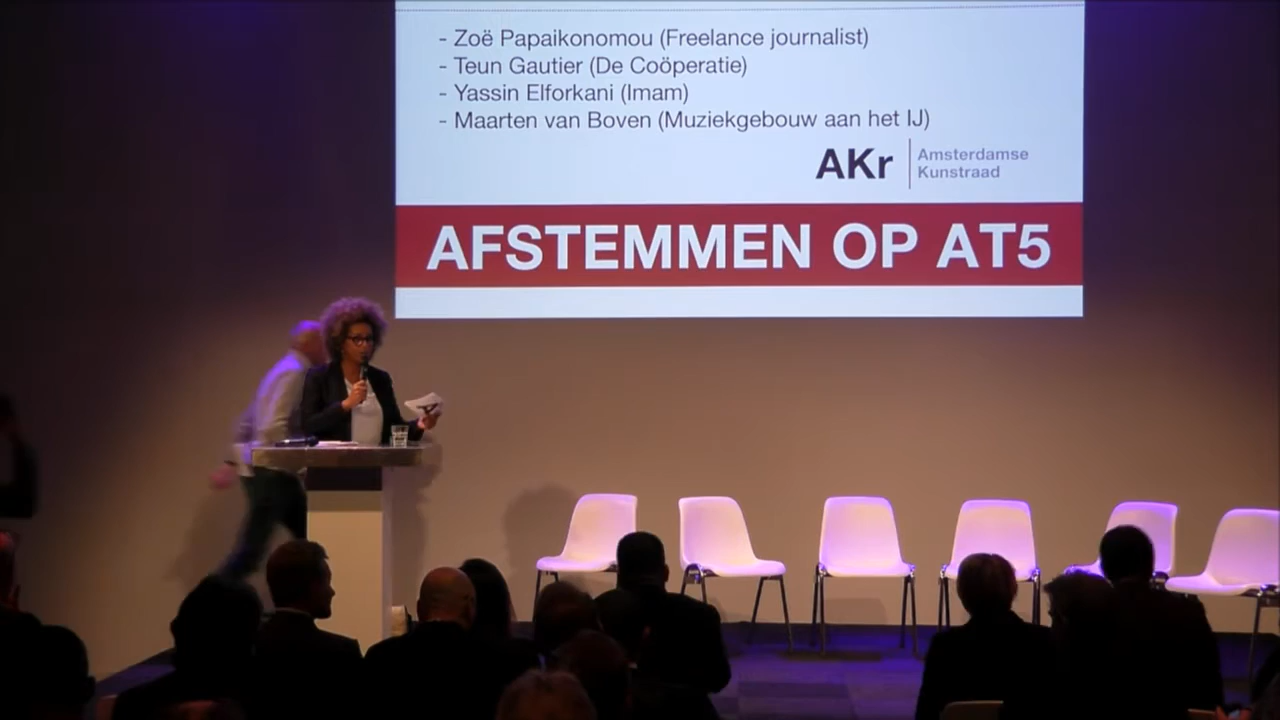 - Zoë Papaikonomou (Freelance journalist)
- Teun Gautier (De Coöperatie)
- Yassin Elforkani (Imam)
- Maarten van Boven (Muziekgebouw aan het IJ)
AKr
Amsterdamse
Kunstraad
AFSTEMMEN OP AT5